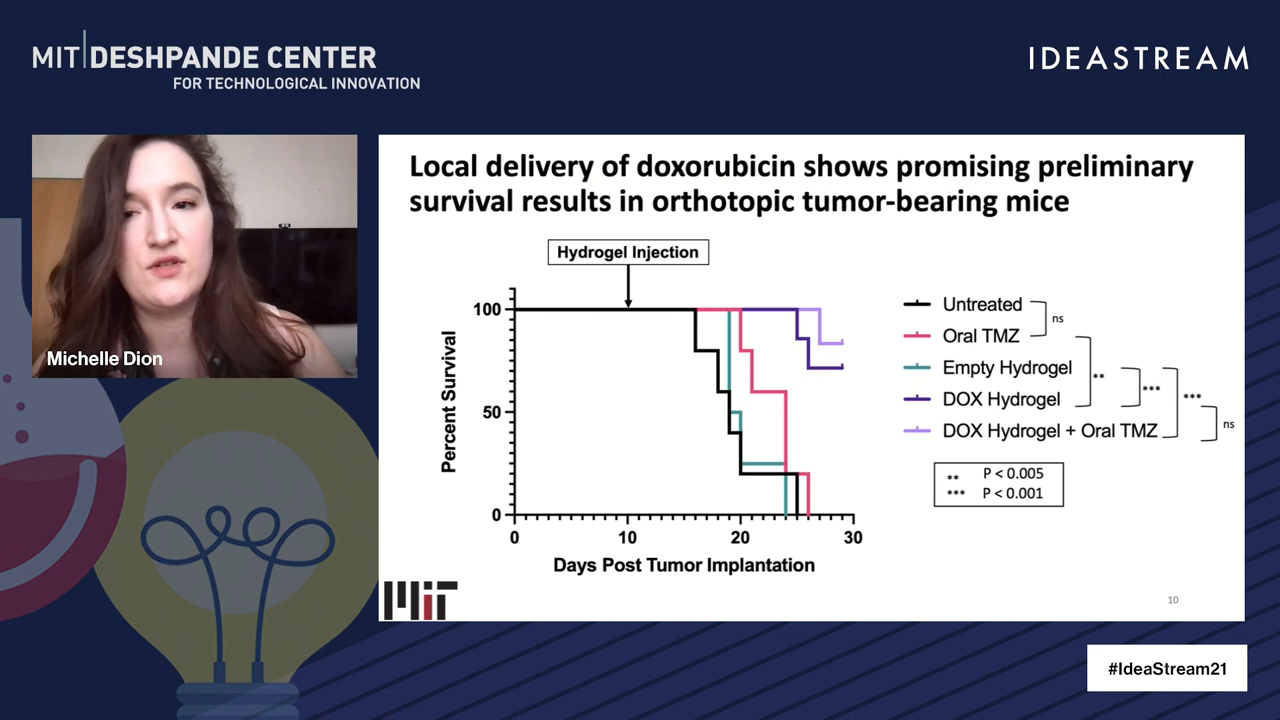 MIT DESHPANDE CENTER
FOR TECHNOLOGICAL INNOVATION
IDEASTREAM
Michelle Dion
Local delivery of doxorubicin shows promising preliminary
survival results in orthotopic tumor-bearing mice
Hydrogel Injection
Percent Survival
100
50
0
0 10 20 30
Days Post Tumor Implantation
Untreated
ns
Oral TMZ
Empty Hydrogel
**
***
***
DOX Hydrogel
DOX Hydrogel + Oral TMZ
ns
** P < 0.005
*** P < 0.001
MIT
10
#IdeaStream21